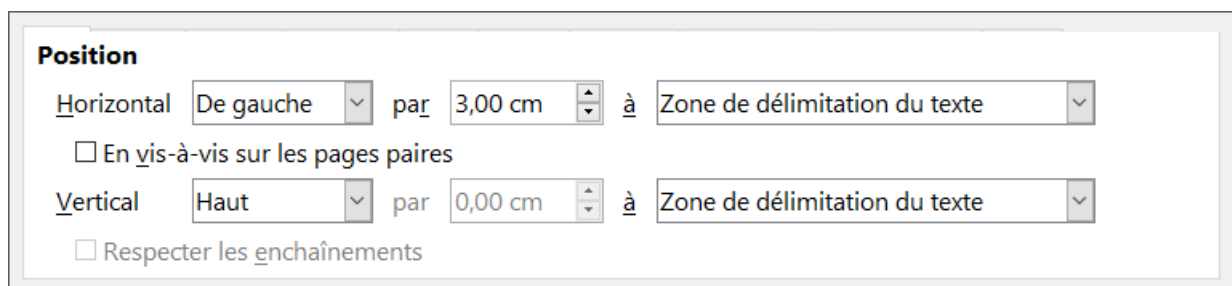 Position
Horizontal De gauche par 3,00 cm à Zone de délimitation du texte
En vis-à-vis sur les pages paires
Vertical Haut par 0,00 cm à Zone de délimitation du texte
Respecter les enchaînements